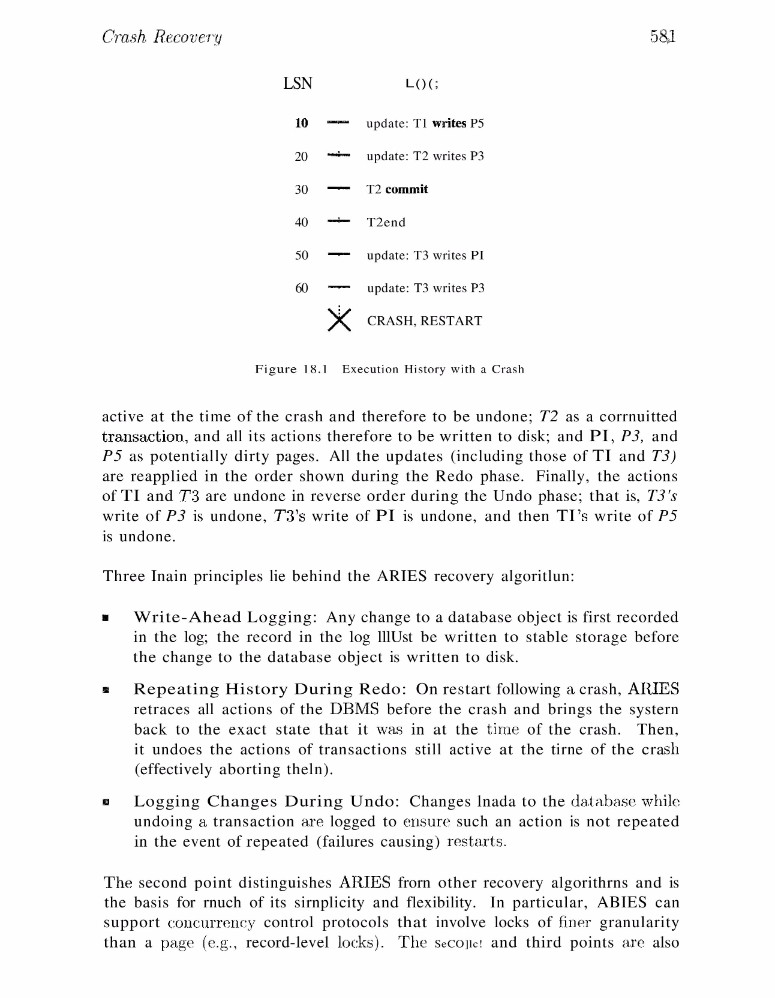 Crash Recovery 581
LSN L()(;
10 update: T1 writes P5
20 update: T2 writes P3
30 T2 commit
40 T2end
50 update: T3 writes PI
60 update: T3 writes P3
CRASH, RESTART
Figure 18.1 Execution History with a Crash
active at the time of the crash and therefore to be undone; T2 as a corrnuitted
transaction, and all its actions therefore to be written to disk; and PI, P3, and
P5 as potentially dirty pages. All the updates (including those of TI and T3)
are reapplied in the order shown during the Redo phase. Finally, the actions
of TI and T3 are undone in reverse order during the Undo phase; that is, T3's
write of P3 is undone, T3's write of PI is undone, and then TI's write of P5
is undone.
Three Inain principles lie behind the ARIES recovery algoritlun:
■ Write-Ahead Logging: Any change to a database object is first recorded
in the log; the record in the log lllUst be written to stable storage before
the change to the database object is written to disk.
■ Repeating History During Redo: On restart following a crash, ARIES
retraces all actions of the DBMS before the crash and brings the systern
back to the exact state that it was in at the time of the crash. Then,
it undoes the actions of transactions still active at the tirne of the crash
(effectively aborting theln).
■ Logging Changes During Undo: Changes lnada to the database while
undoing a transaction are logged to ensure such an action is not repeated
in the event of repeated (failures causing) restarts.
The second point distinguishes ARIES from other recovery algorithrns and is
the basis for rnuch of its sirnplicity and flexibility. In particular, ABIES can
support concurrency control protocols that involve locks of finer granularity
than a page (e.g., record-level locks). The seco]lc! and third points are also